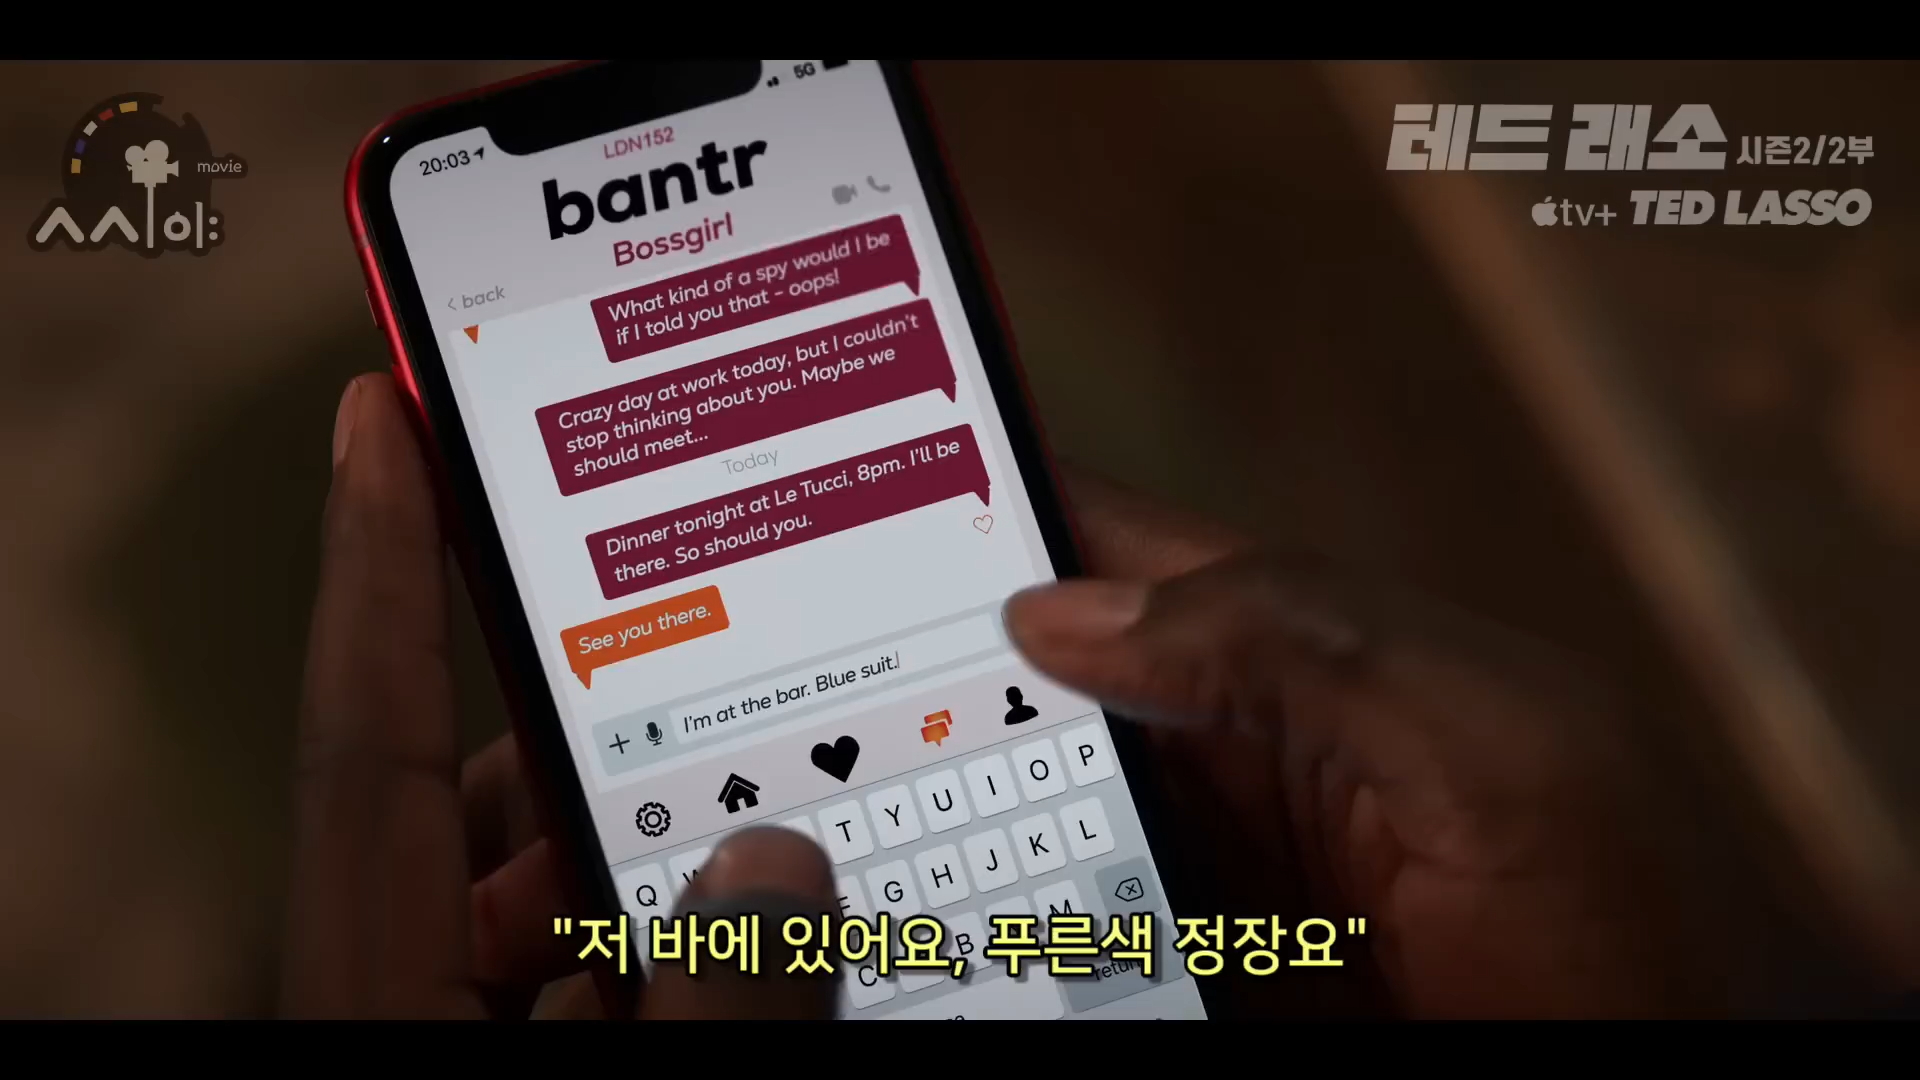 movie
ㅅㅅㅣ야:
테드 래소 시즌2/2부
tv+ TED LASSO
20:03
5G
LDN152
bantr
Bossgirl
< back
What kind of a spy would I be
if I told you that - oops!
Crazy day at work today, but I couldn't
stop thinking about you. Maybe we
should meet...
Today
Dinner tonight at Le Tucci, 8pm. I'll be
there. So should you.
See you there.
I'm at the bar. Blue suit.
Q W T Y U I O P
F G H J K L
C B M
return
"저 바에 있어요, 푸른색 정장요"